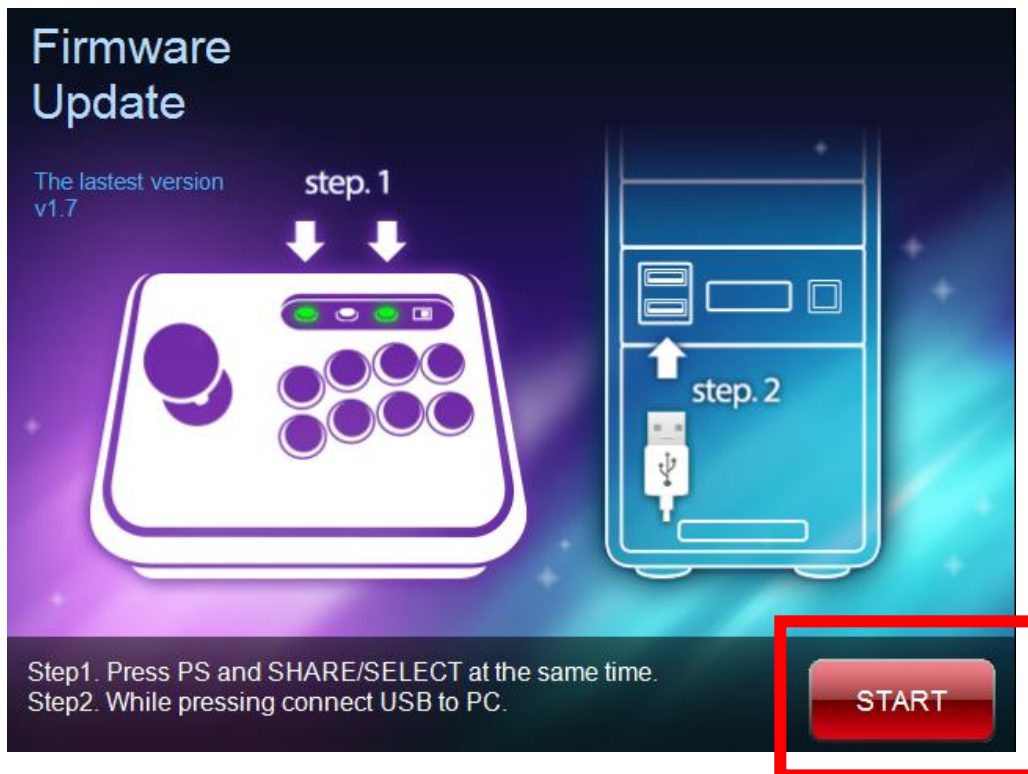 Firmware
Update
The lastest version
v1.7
step. 1
step. 2
Step1. Press PS and SHARE/SELECT at the same time.
Step2. While pressing connect USB to PC.
START